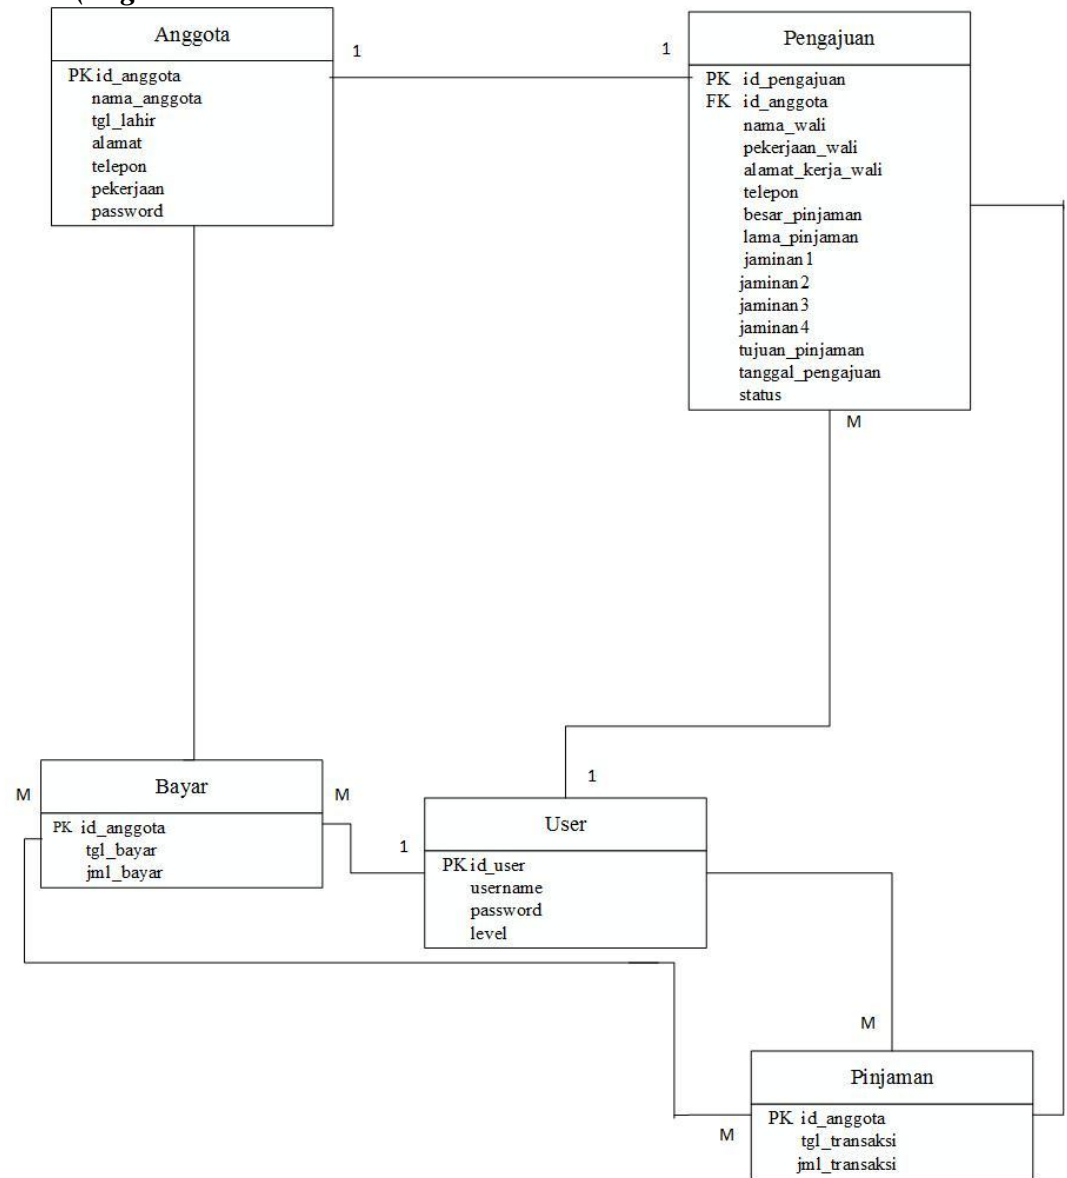 Anggota
PK id_anggota
nama_anggota
tgl_lahir
alamat
telepon
pekerjaan
password
1
1
Pengajuan
PK id_pengajuan
FK id_anggota
nama_wali
pekerjaan_wali
alamat_kerja_wali
telepon
besar_pinjaman
lama_pinjaman
jaminan1
jaminan2
jaminan3
jaminan4
tujuan_pinjaman
tanggal_pengajuan
status
M
M
Bayar
M
PK id_anggota
tgl_bayar
jml_bayar
1
1
User
PK id_user
username
password
level
M
M
Pinjaman
PK id_anggota
tgl_transaksi
jml_transaksi